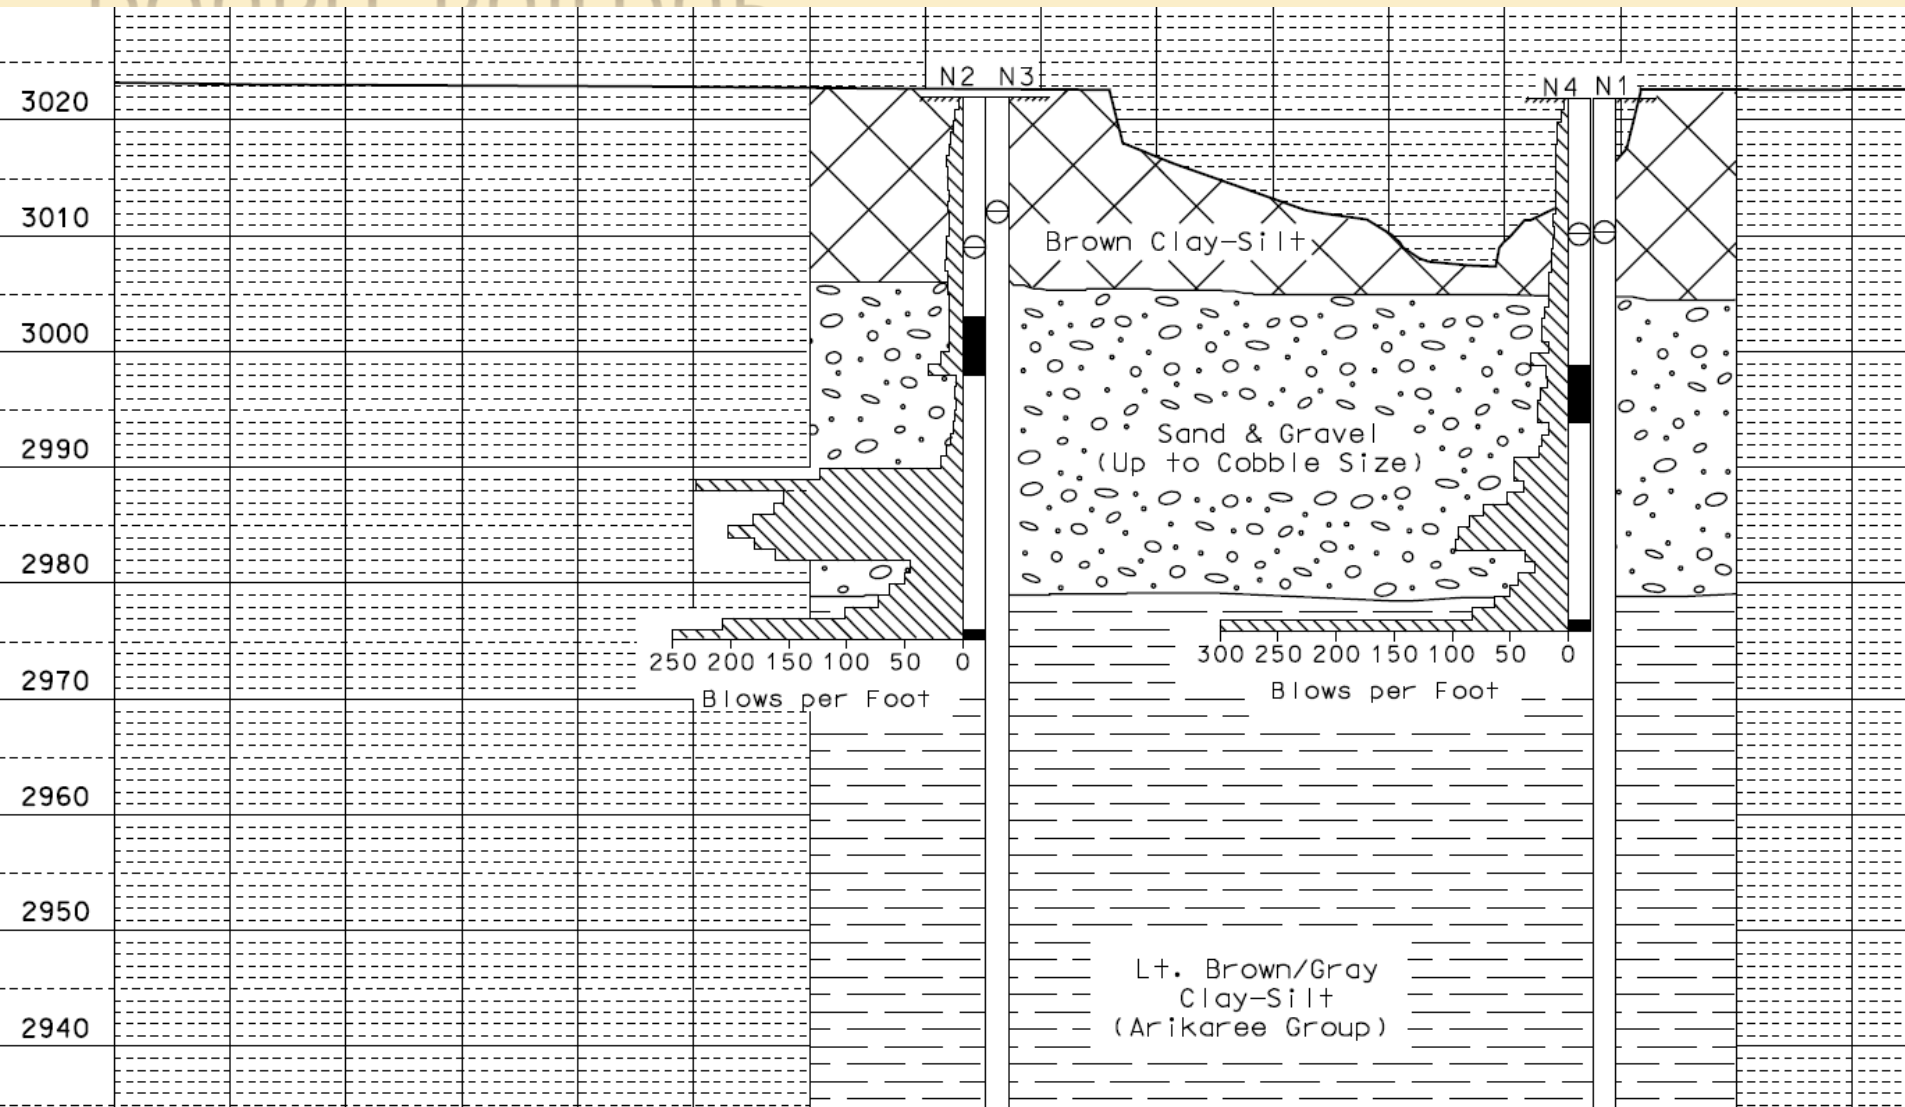 N2 N3
N4 N1
3020
3010
Brown Clay-Silt
3000
2990
Sand & Gravel
(Up to Cobble Size)
2980
250 200 150 100 50 0
300 250 200 150 100 50 0
2970
Blows per Foot
Blows per Foot
2960
2950
Lt. Brown/Gray
Clay-Silt
(Arikaree Group)
2940